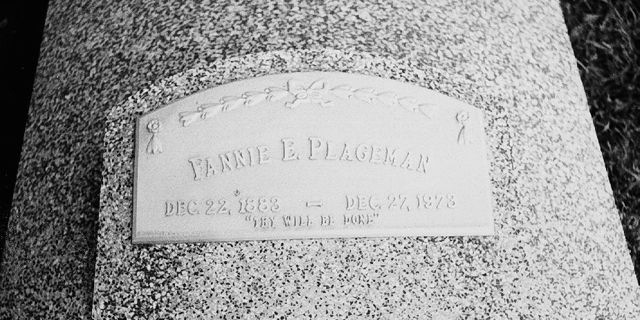 FANNIE E. PLAGEMAN
DEC. 22, 1883 — DEC. 27, 1973
"THY WILL BE DONE"